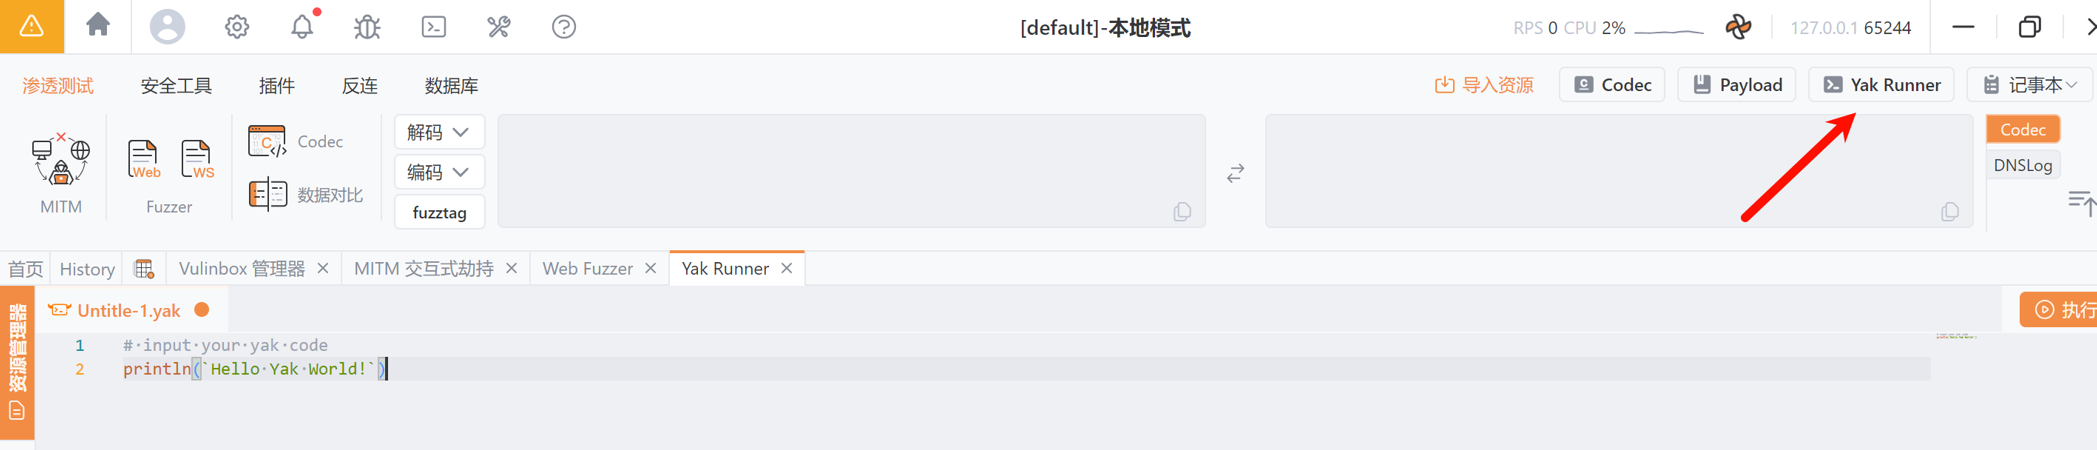 [default]-本地模式
RPS 0 CPU 2%
127.0.0.1 65244
渗透测试 安全工具 插件 反连 数据库
导入资源 Codec Payload Yak Runner 记事本
MITM
Web WS
Fuzzer
Codec
数据对比
解码
编码
fuzztag
Codec
DNSLog
首页 History Vulinbox 管理器 MITM 交互式劫持 Web Fuzzer Yak Runner
资源管理器
Untitle-1.yak
执行
1 #·input·your·yak·code
2 println(`Hello·Yak·World!`)